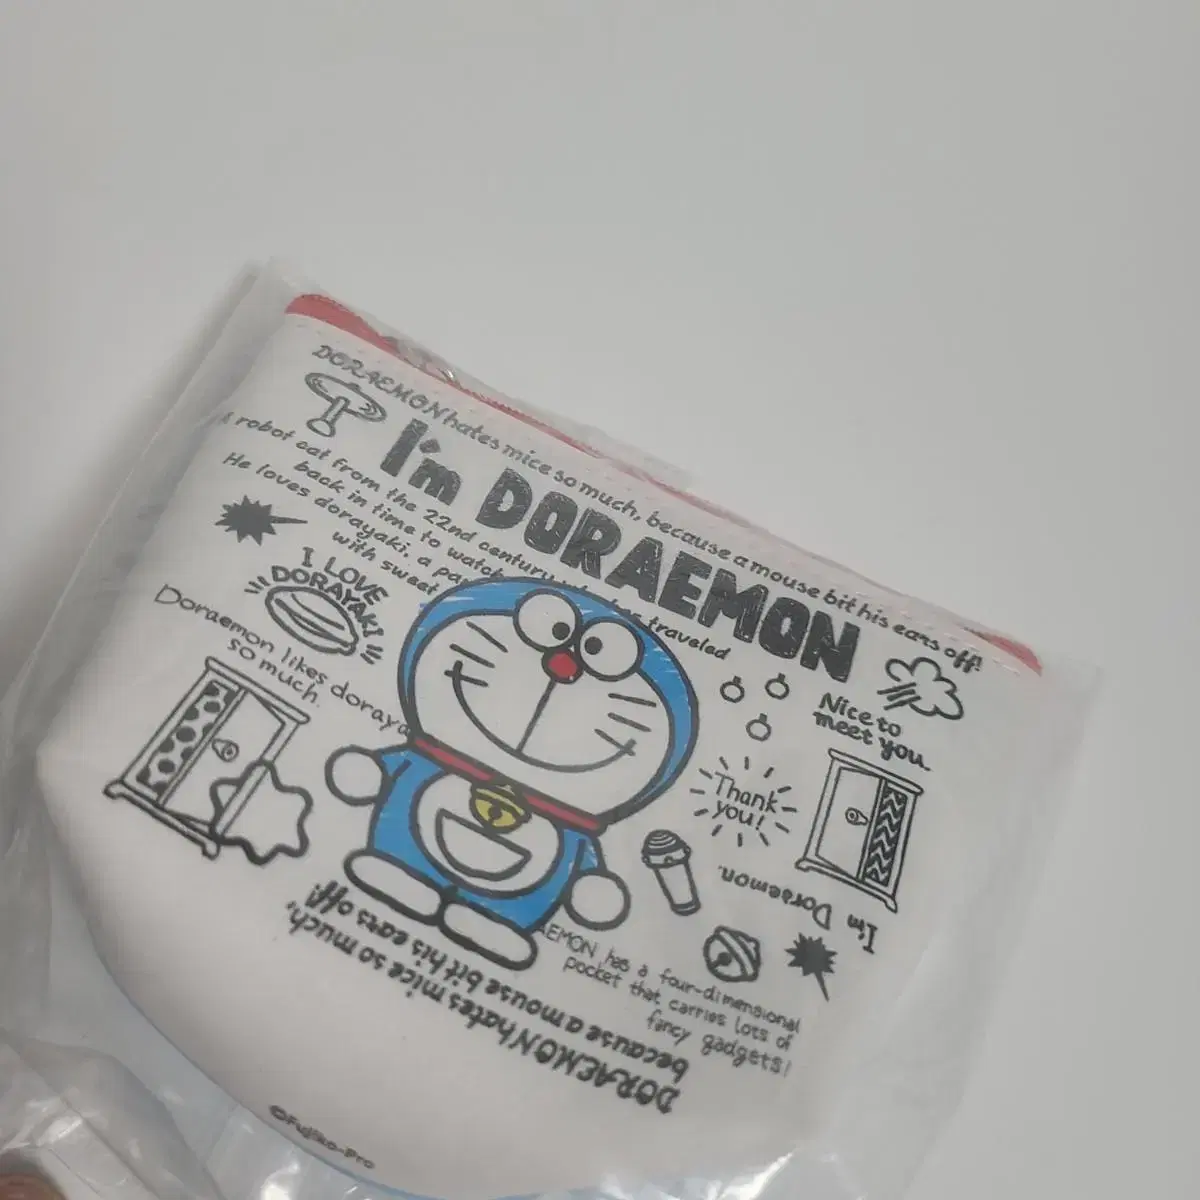 DORAEMON hates mice so much, because a mouse bit his ears off!
I'm DORAEMON
robot cat from the 22nd century who has traveled
back in time to watch
He loves dorayaki, a
with sweet
I LOVE
DORAYAKI
Doraemon likes doraya
so much.
Nice to
meet you.
Thank
you!
I'm Doraemon.
AEMON has a four-dimensional
pocket that carries lots of
fancy gadgets!
DORAEMON hates mice so much,
because a mouse bit his ears off!
©Fujiko-Pro